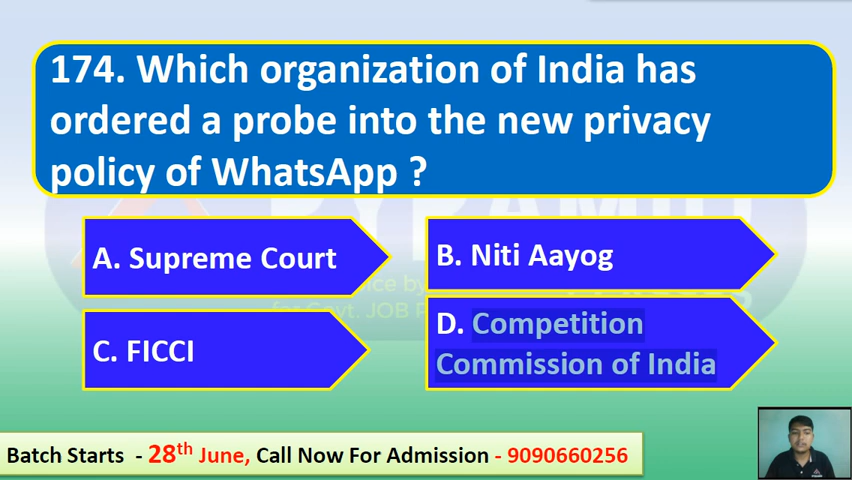 174. Which organization of India has
ordered a probe into the new privacy
policy of WhatsApp ?
A. Supreme Court
B. Niti Aayog
C. FICCI
D. Competition
Commission of India
Batch Starts - 28th June, Call Now For Admission - 9090660256